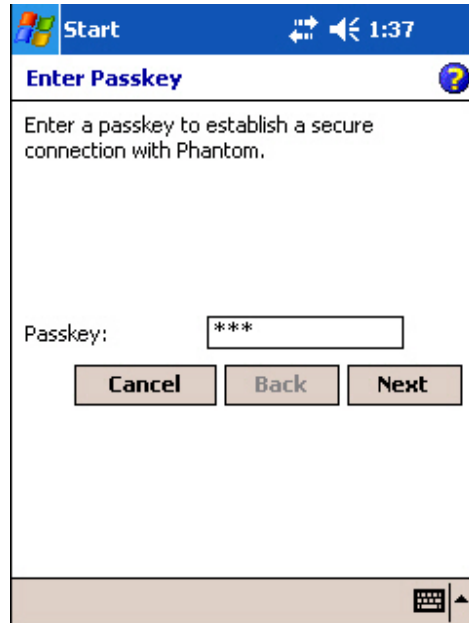 Start 1:37
Enter Passkey
Enter a passkey to establish a secure
connection with Phantom.
Passkey: ***
Cancel Back Next